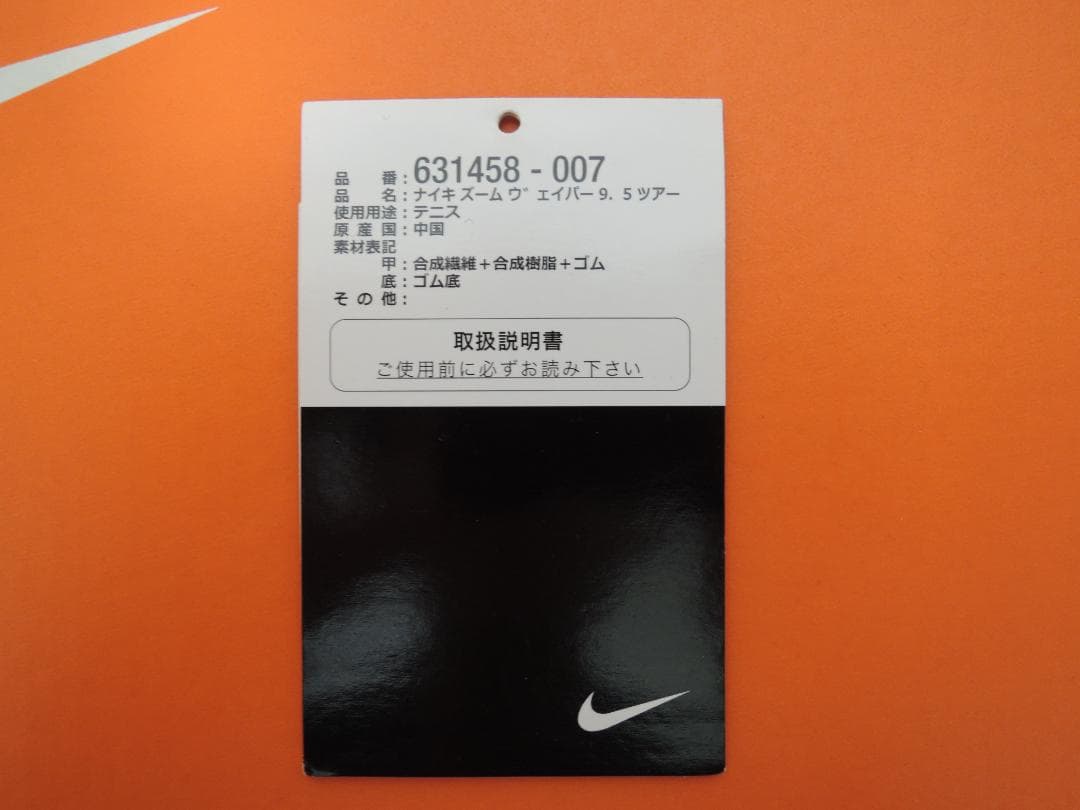 品 番：631458 - 007
品 名：ナイキ ズーム ヴェイパー 9．5 ツアー
使用用途：テニス
原 産 国：中国
素材表記
甲：合成繊維＋合成樹脂＋ゴム
底：ゴム底
そ の 他：
取扱説明書
ご使用前に必ずお読み下さい